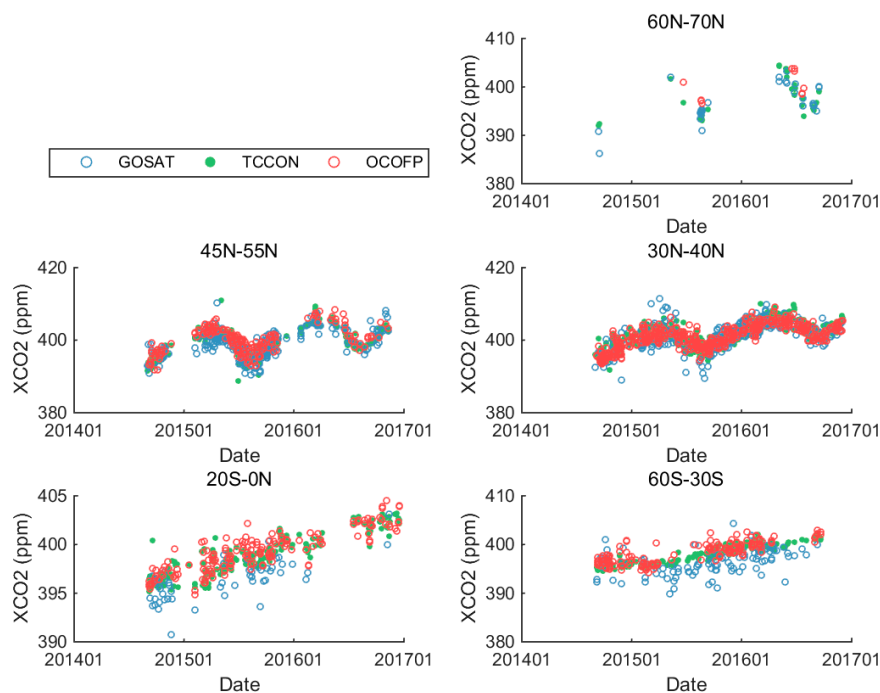 60N-70N
410
400
390
380
XCO2 (ppm)
201401
201501
201601
201701
Date
GOSAT
TCCON
OCOFP
45N-55N
420
400
380
XCO2 (ppm)
201401
201501
201601
201701
Date
30N-40N
420
400
380
XCO2 (ppm)
201401
201501
201601
201701
Date
20S-0N
405
400
395
390
XCO2 (ppm)
201401
201501
201601
201701
Date
60S-30S
410
400
390
380
XCO2 (ppm)
201401
201501
201601
201701
Date